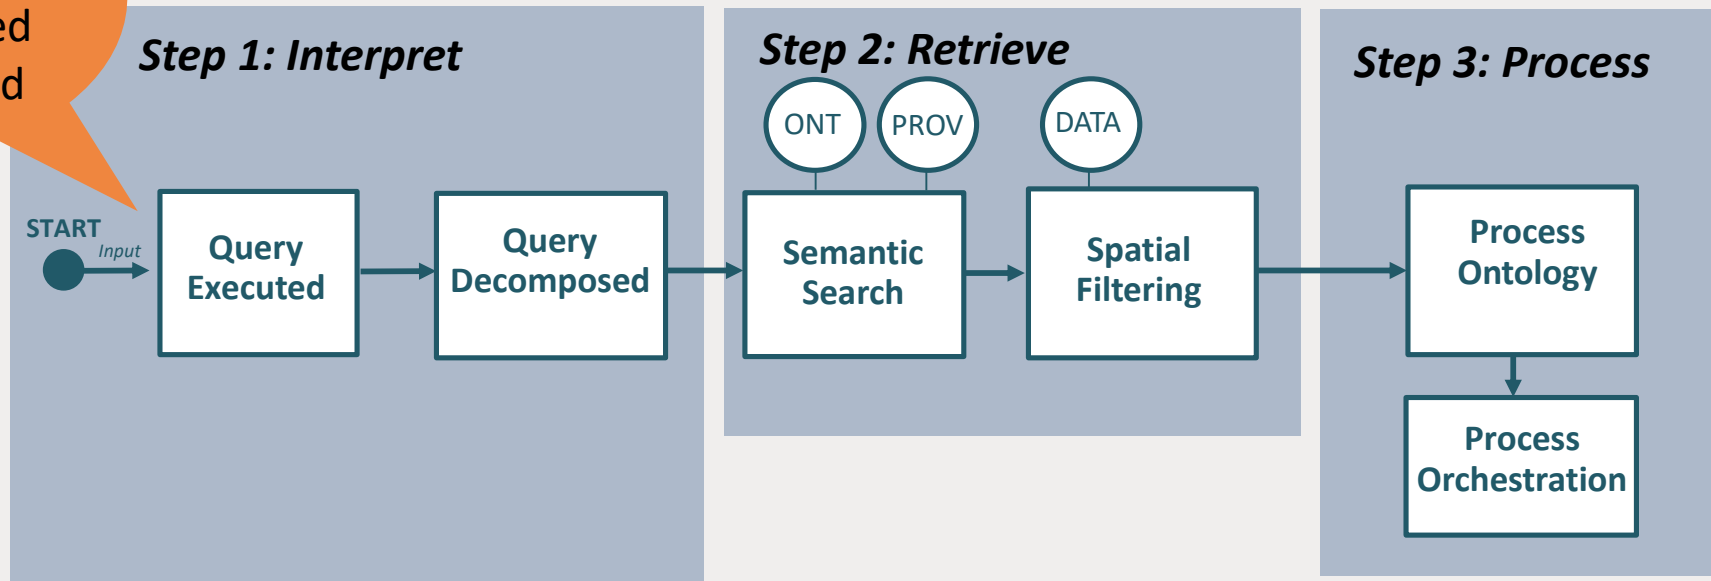 Step 1: Interpret
START
Input
Query
Executed
Query
Decomposed
Step 2: Retrieve
ONT
PROV
DATA
Semantic
Search
Spatial
Filtering
Step 3: Process
Process
Ontology
Process
Orchestration